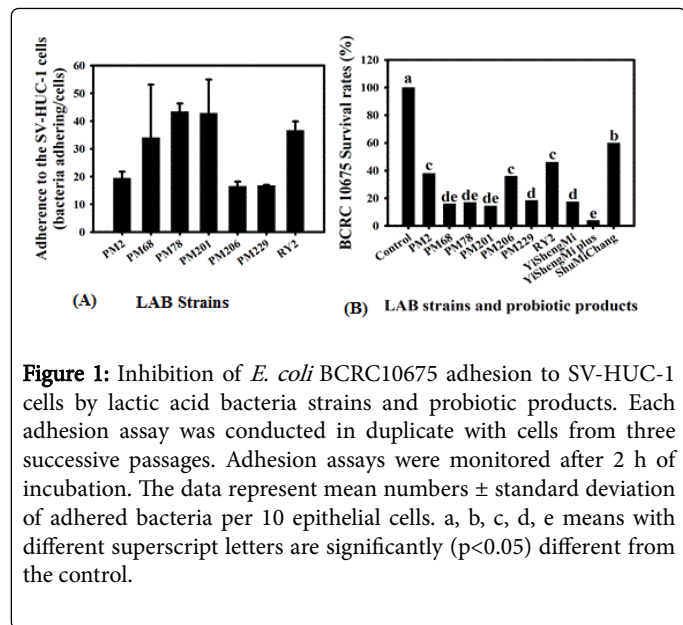 Adherence to the SV-HUC-1 cells
(bacteria adhering/cells)
60
50
40
30
20
10
0
PM2
PM68
PM78
PM201
PM206
PM229
RY2
(A) LAB Strains
BCRC 10675 Survival rates (%)
120
100
80
60
40
20
0
a
c
de
de
de
c
d
c
d
e
b
Control
PM2
PM68
PM78
PM201
PM206
PM229
RY2
YiShengMi
YiShengMi plus
ShuMiChang
(B) LAB strains and probiotic products
Figure 1: Inhibition of E. coli BCRC10675 adhesion to SV-HUC-1
cells by lactic acid bacteria strains and probiotic products. Each
adhesion assay was conducted in duplicate with cells from three
successive passages. Adhesion assays were monitored after 2 h of
incubation. The data represent mean numbers ± standard deviation
of adhered bacteria per 10 epithelial cells. a, b, c, d, e means with
different superscript letters are significantly (p<0.05) different from
the control.